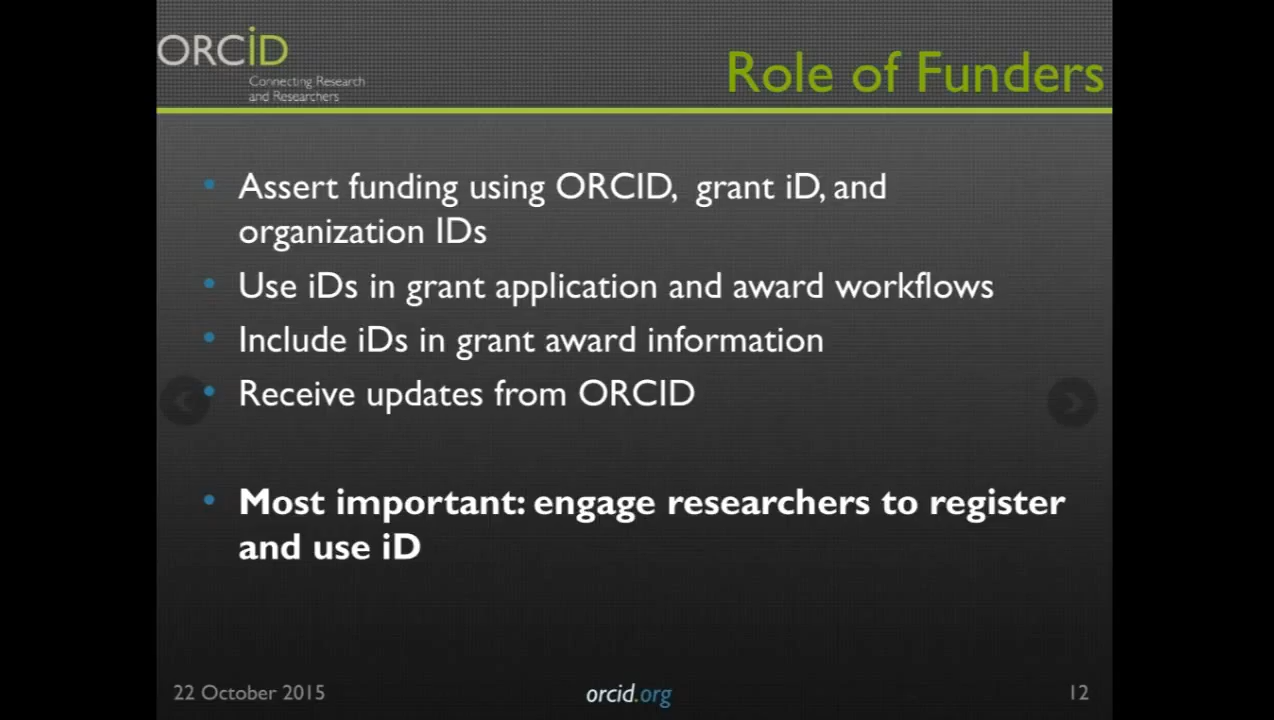 ORCiD
Connecting Research
and Researchers
Role of Funders
• Assert funding using ORCID, grant iD, and
organization IDs
• Use iDs in grant application and award workflows
• Include iDs in grant award information
• Receive updates from ORCID
• Most important: engage researchers to register
and use iD
22 October 2015
orcid.org
12